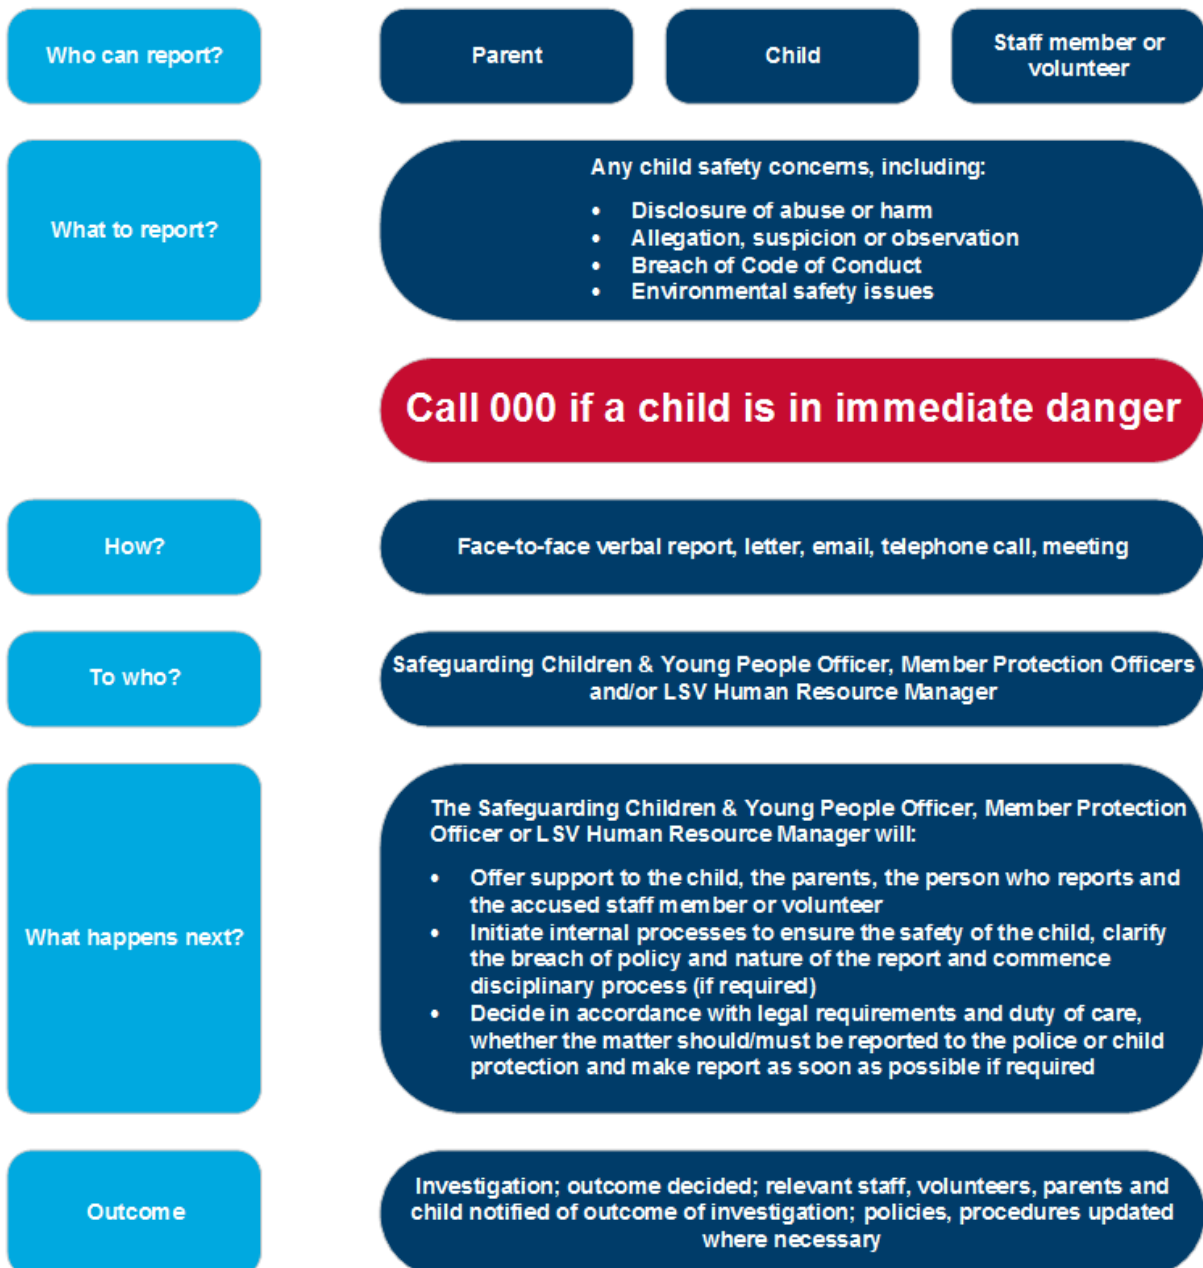 Who can report?
Parent
Child
Staff member or
volunteer
What to report?
Any child safety concerns, including:
• Disclosure of abuse or harm
• Allegation, suspicion or observation
• Breach of Code of Conduct
• Environmental safety issues
Call 000 if a child is in immediate danger
How?
Face-to-face verbal report, letter, email, telephone call, meeting
To who?
Safeguarding Children & Young People Officer, Member Protection Officers
and/or LSV Human Resource Manager
What happens next?
The Safeguarding Children & Young People Officer, Member Protection
Officer or LSV Human Resource Manager will:
• Offer support to the child, the parents, the person who reports and
the accused staff member or volunteer
• Initiate internal processes to ensure the safety of the child, clarify
the breach of policy and nature of the report and commence
disciplinary process (if required)
• Decide in accordance with legal requirements and duty of care,
whether the matter should/must be reported to the police or child
protection and make report as soon as possible if required
Outcome
Investigation; outcome decided; relevant staff, volunteers, parents and
child notified of outcome of investigation; policies, procedures updated
where necessary